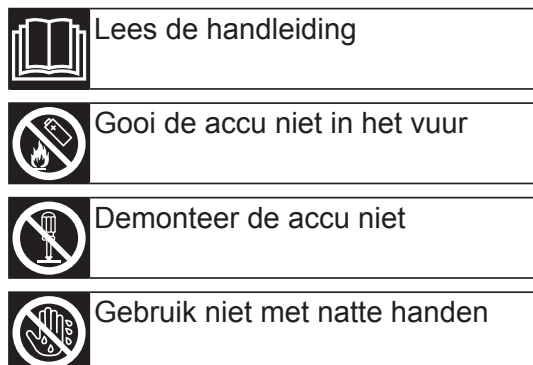 Lees de handleiding
Gooi de accu niet in het vuur
Demonteer de accu niet
Gebruik niet met natte handen